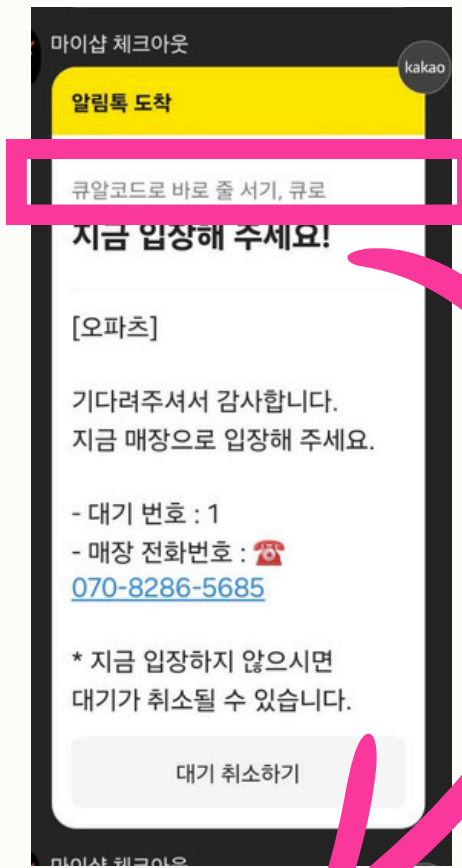 마이샵 체크아웃
kakao
알림톡 도착
큐알코드로 바로 줄 서기, 큐로
지금 입장해 주세요!
[오파츠]
기다려주셔서 감사합니다.
지금 매장으로 입장해 주세요.
- 대기 번호 : 1
- 매장 전화번호 : ☎
070-8286-5685
* 지금 입장하지 않으시면
대기가 취소될 수 있습니다.
대기 취소하기
마이샵 체크아웃